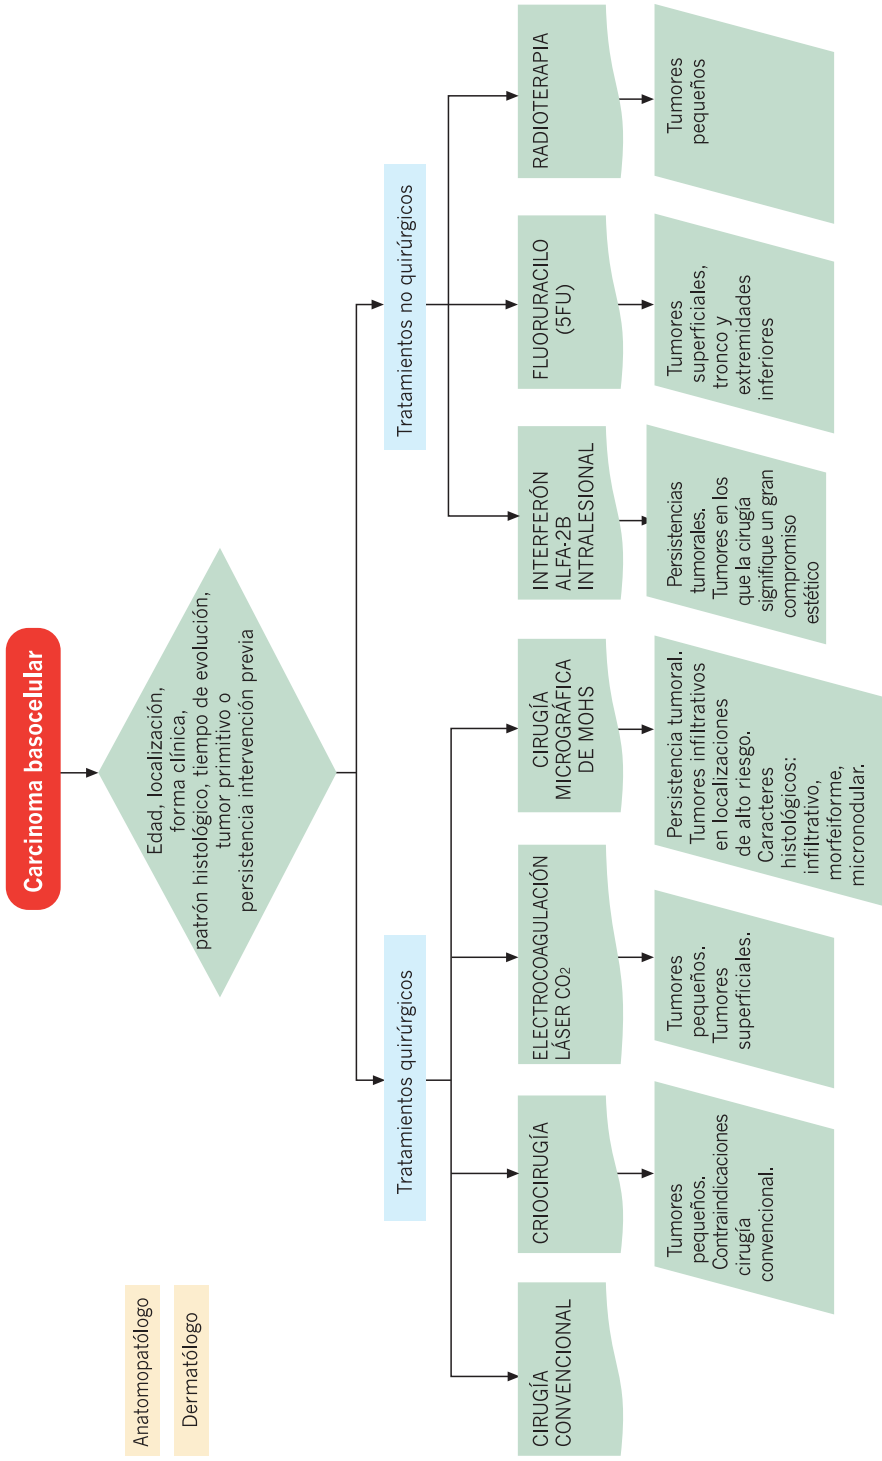 Carcinoma basocelular
Anatomopatólogo
Dermatólogo
Edad, localización,
forma clínica,
patrón histológico, tiempo de evolución,
tumor primitivo o
persistencia intervención previa
Tratamientos quirúrgicos
Tratamientos no quirúrgicos
CIRUGÍA
CONVENCIONAL
CRIOCIRUGÍA
ELECTROCOAGULACIÓN
LÁSER CO₂
CIRUGÍA
MICROGRÁFICA
DE MOHS
INTERFERÓN
ALFA-2B
INTRALESIONAL
FLUORURACILO
(5FU)
RADIOTERAPIA
Tumores
pequeños.
Contraindicaciones
cirugía
convencional.
Tumores
pequeños.
Tumores
superficiales.
Persistencia tumoral.
Tumores infiltrativos
en localizaciones
de alto riesgo.
Caracteres
histológicos:
infiltrativo,
morfeiforme,
micronodular.
Persistencias
tumorales.
Tumores en los
que la cirugía
signifique un gran
compromiso
estético
Tumores
superficiales,
tronco y
extremidades
inferiores
Tumores
pequeños